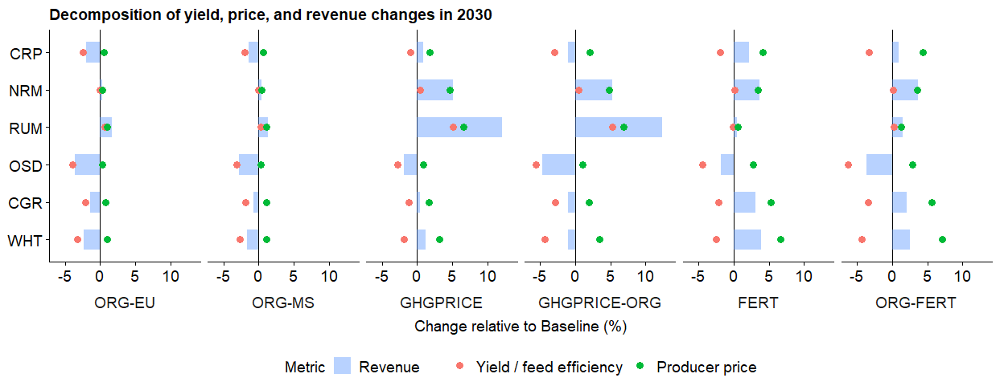 Decomposition of yield, price, and revenue changes in 2030
CRP
NRM
RUM
OSD
CGR
WHT
-5 0 5 10 -5 0 5 10 -5 0 5 10 -5 0 5 10 -5 0 5 10 -5 0 5 10
ORG-EU ORG-MS GHGPRICE GHGPRICE-ORG FERT ORG-FERT
Change relative to Baseline (%)
Metric Revenue Yield / feed efficiency Producer price